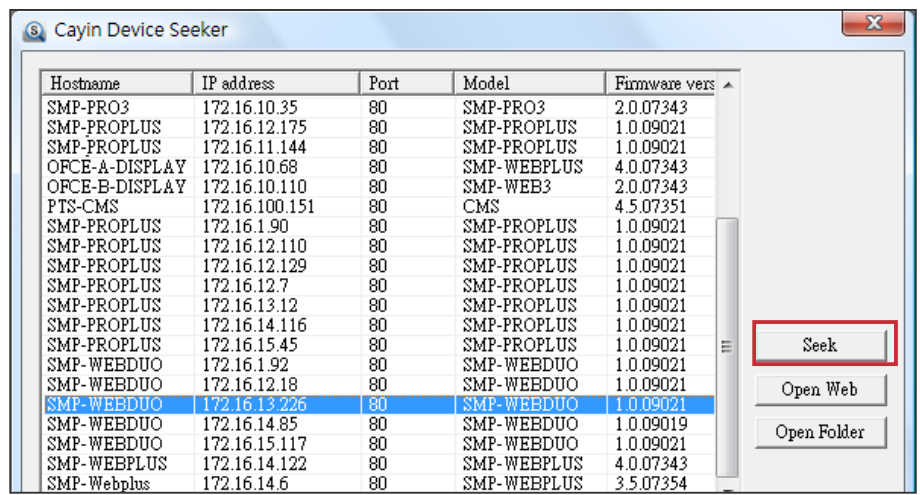 Cayin Device Seeker
Hostname IP address Port Model Firmware vers
SMP-PRO3 172.16.10.35 80 SMP-PRO3 2.0.07343
SMP-PROPLUS 172.16.12.175 80 SMP-PROPLUS 1.0.09021
SMP-PROPLUS 172.16.11.144 80 SMP-PROPLUS 1.0.09021
OFCE-A-DISPLAY 172.16.10.68 80 SMP-WEBPLUS 4.0.07343
OFCE-B-DISPLAY 172.16.10.110 80 SMP-WEB3 2.0.07343
PTS-CMS 172.16.100.151 80 CMS 4.5.07351
SMP-PROPLUS 172.16.1.90 80 SMP-PROPLUS 1.0.09021
SMP-PROPLUS 172.16.12.110 80 SMP-PROPLUS 1.0.09021
SMP-PROPLUS 172.16.12.129 80 SMP-PROPLUS 1.0.09021
SMP-PROPLUS 172.16.12.7 80 SMP-PROPLUS 1.0.09021
SMP-PROPLUS 172.16.13.12 80 SMP-PROPLUS 1.0.09021
SMP-PROPLUS 172.16.14.116 80 SMP-PROPLUS 1.0.09021
SMP-PROPLUS 172.16.15.45 80 SMP-PROPLUS 1.0.09021
SMP-WEBDUO 172.16.1.92 80 SMP-WEBDUO 1.0.09021
SMP-WEBDUO 172.16.12.18 80 SMP-WEBDUO 1.0.09021
SMP-WEBDUO 172.16.13.226 80 SMP-WEBDUO 1.0.09021
SMP-WEBDUO 172.16.14.85 80 SMP-WEBDUO 1.0.09019
SMP-WEBDUO 172.16.15.117 80 SMP-WEBDUO 1.0.09021
SMP-WEBPLUS 172.16.14.122 80 SMP-WEBPLUS 4.0.07343
SMP-Webplus 172.16.14.6 80 SMP-WEBPLUS 3.5.07354
Seek
Open Web
Open Folder